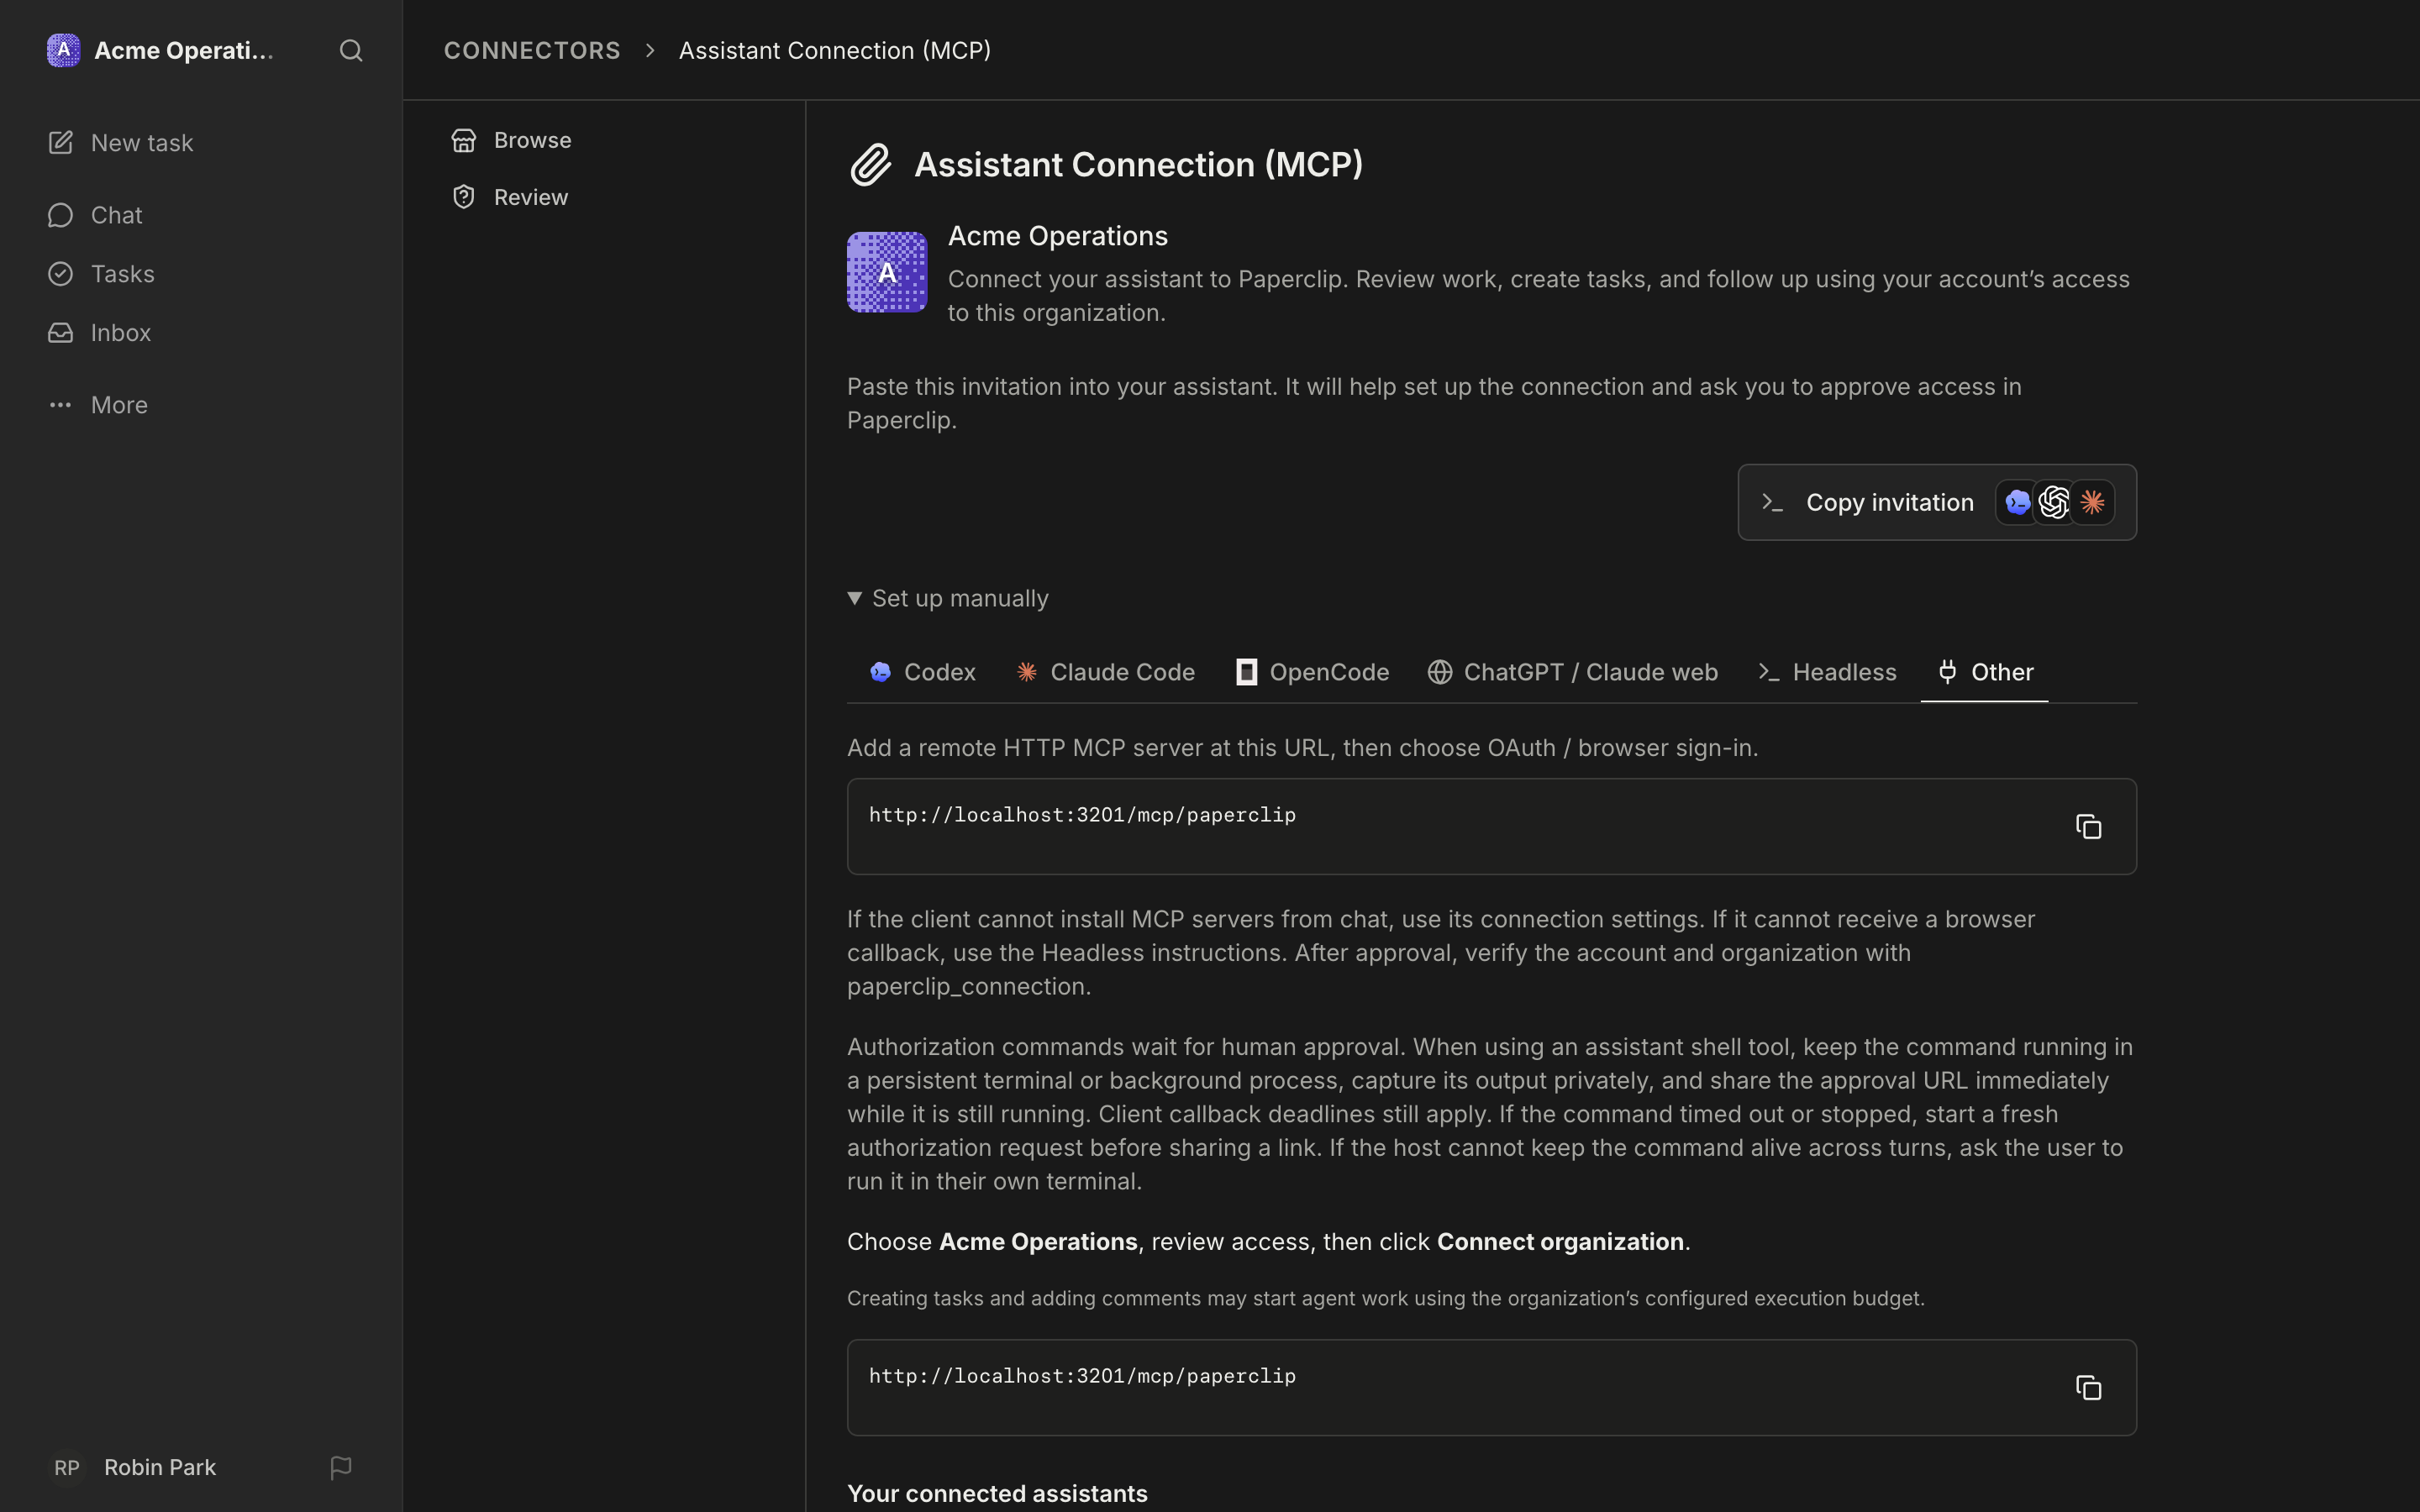 A Acme Operati...
New task
Chat
Tasks
Inbox
More
RP Robin Park
CONNECTORS > Assistant Connection (MCP)
Browse
Review
Assistant Connection (MCP)
A
Acme Operations
Connect your assistant to Paperclip. Review work, create tasks, and follow up using your account’s access
to this organization.
Paste this invitation into your assistant. It will help set up the connection and ask you to approve access in
Paperclip.
Copy invitation
Set up manually
Codex Claude Code OpenCode ChatGPT / Claude web Headless Other
Add a remote HTTP MCP server at this URL, then choose OAuth / browser sign-in.
http://localhost:3201/mcp/paperclip
If the client cannot install MCP servers from chat, use its connection settings. If it cannot receive a browser
callback, use the Headless instructions. After approval, verify the account and organization with
paperclip_connection.
Authorization commands wait for human approval. When using an assistant shell tool, keep the command running in
a persistent terminal or background process, capture its output privately, and share the approval URL immediately
while it is still running. Client callback deadlines still apply. If the command timed out or stopped, start a fresh
authorization request before sharing a link. If the host cannot keep the command alive across turns, ask the user to
run it in their own terminal.
Choose Acme Operations, review access, then click Connect organization.
Creating tasks and adding comments may start agent work using the organization’s configured execution budget.
http://localhost:3201/mcp/paperclip
Your connected assistants